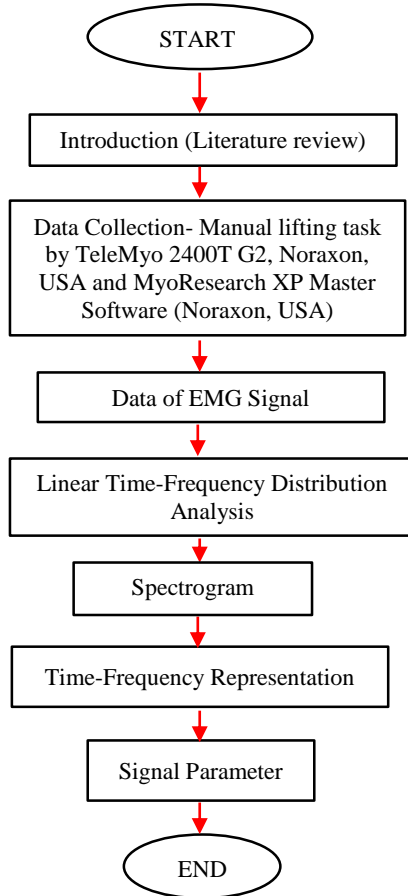 START
Introduction (Literature review)
Data Collection- Manual lifting task
by TeleMyo 2400T G2, Noraxon,
USA and MyoResearch XP Master
Software (Noraxon, USA)
Data of EMG Signal
Linear Time-Frequency Distribution
Analysis
Spectrogram
Time-Frequency Representation
Signal Parameter
END